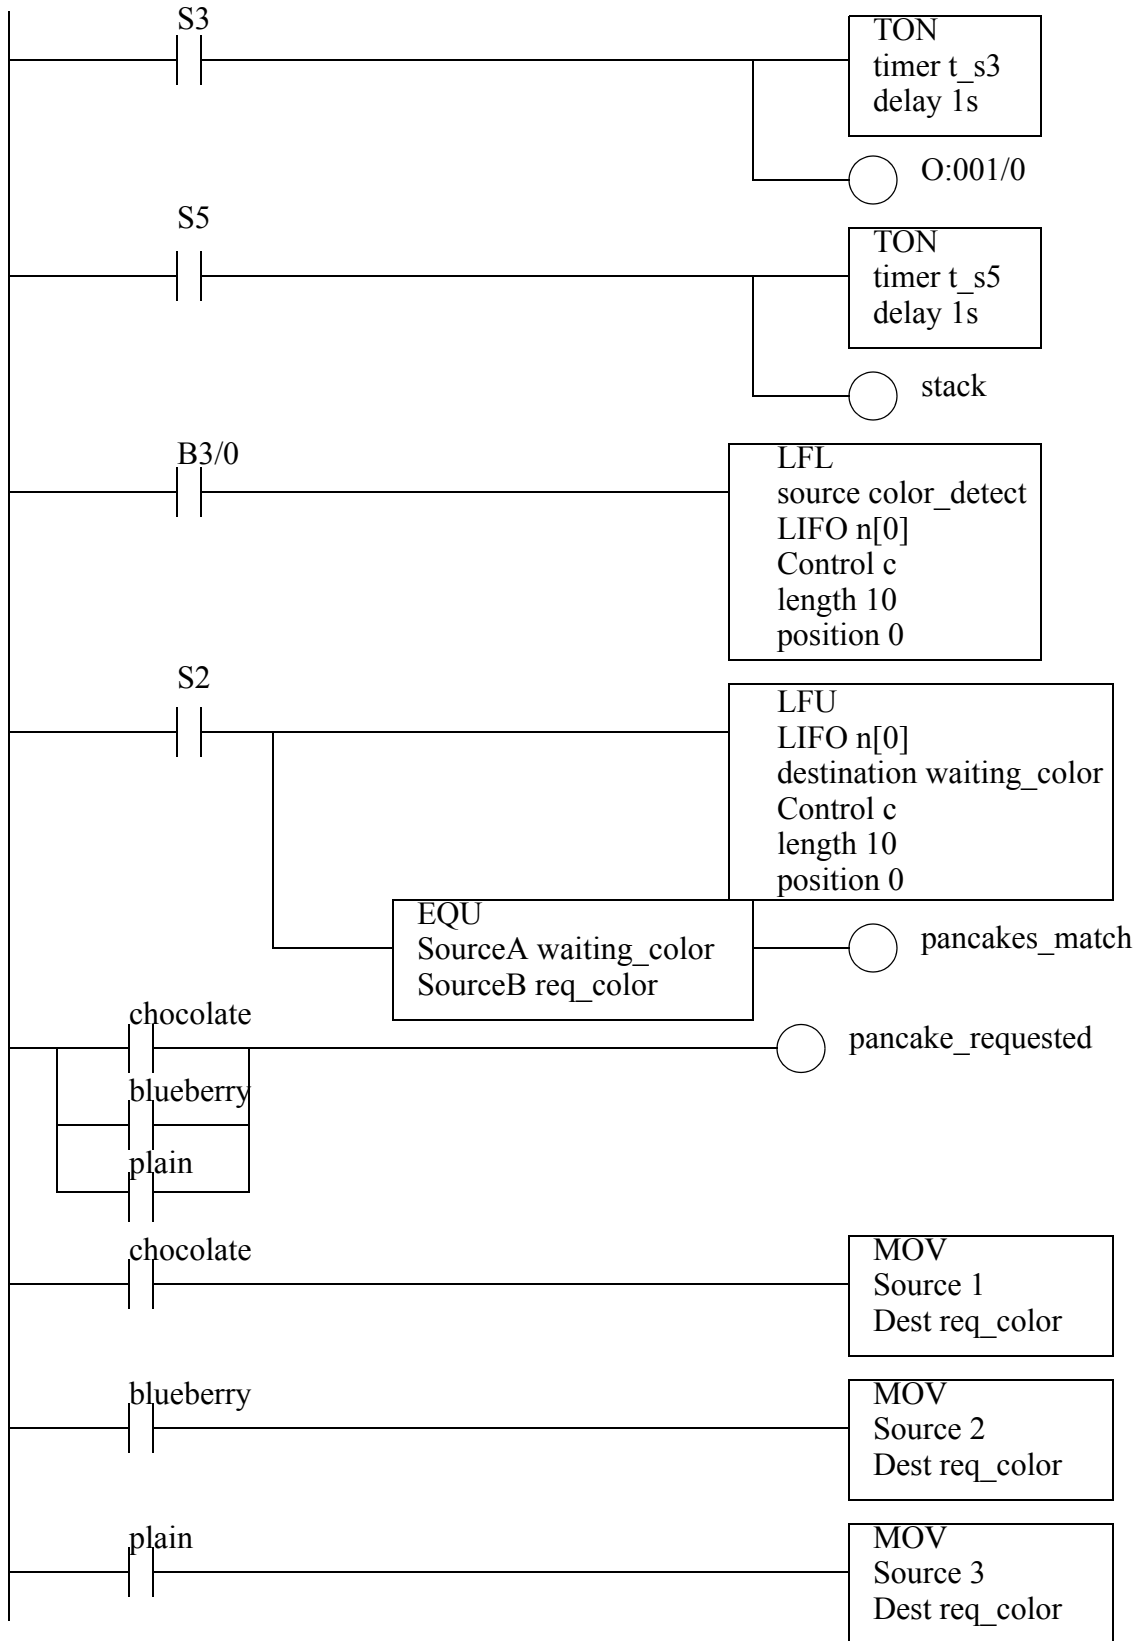 S3
TON
timer t_s3
delay 1s
O:001/0
S5
TON
timer t_s5
delay 1s
stack
B3/0
LFL
source color_detect
LIFO n[0]
Control c
length 10
position 0
S2
LFU
LIFO n[0]
destination waiting_color
Control c
length 10
position 0
EQU
SourceA waiting_color
SourceB req_color
pancakes_match
chocolate
pancake_requested
blueberry
plain
chocolate
MOV
Source 1
Dest req_color
blueberry
MOV
Source 2
Dest req_color
plain
MOV
Source 3
Dest req_color